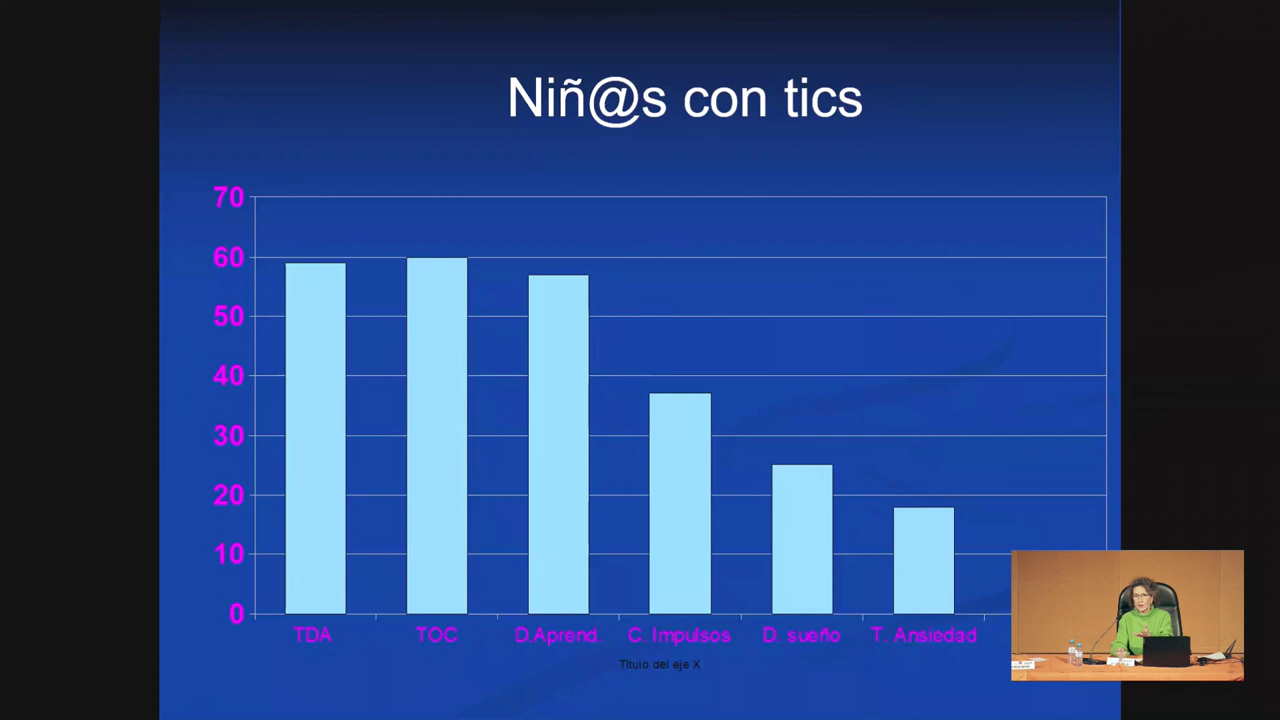 Niñ@s con tics
70
60
50
40
30
20
10
0
TDA TOC D.Aprend. C. Impulsos D. sueño T. Ansiedad
Título del eje X